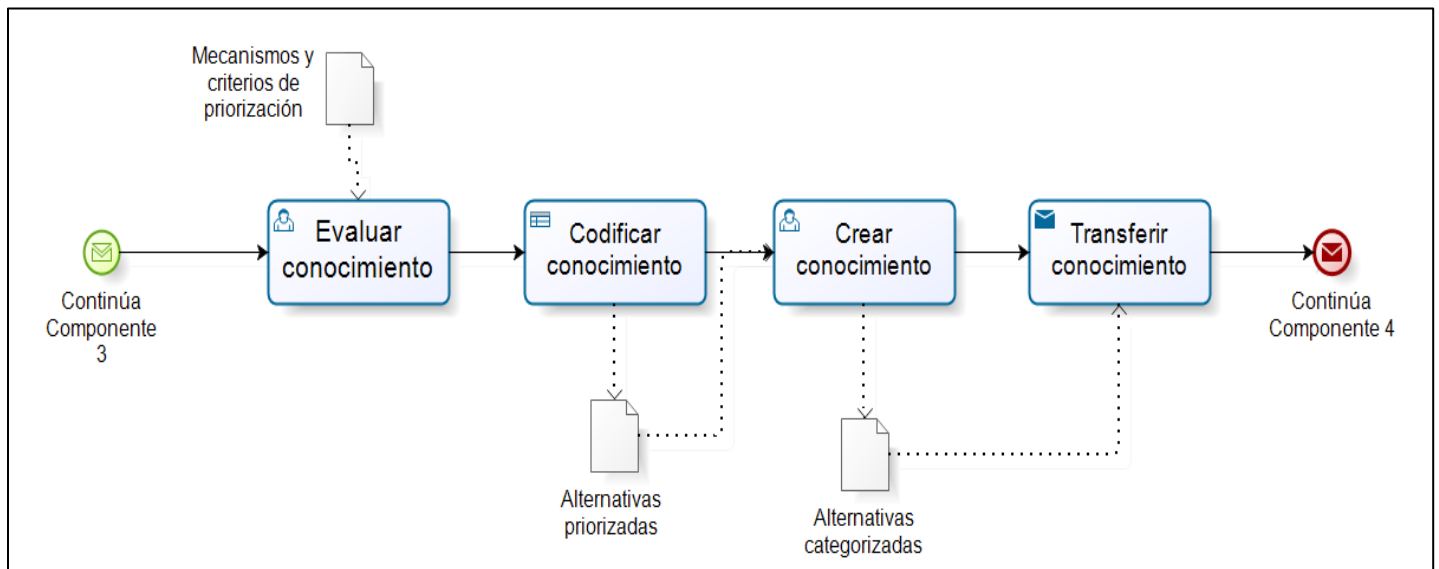 Mecanismos y
criterios de
priorización
Evaluar
conocimiento
Codificar
conocimiento
Crear
conocimiento
Transferir
conocimiento
Continúa
Componente
3
Continúa
Componente 4
Alternativas
priorizadas
Alternativas
categorizadas